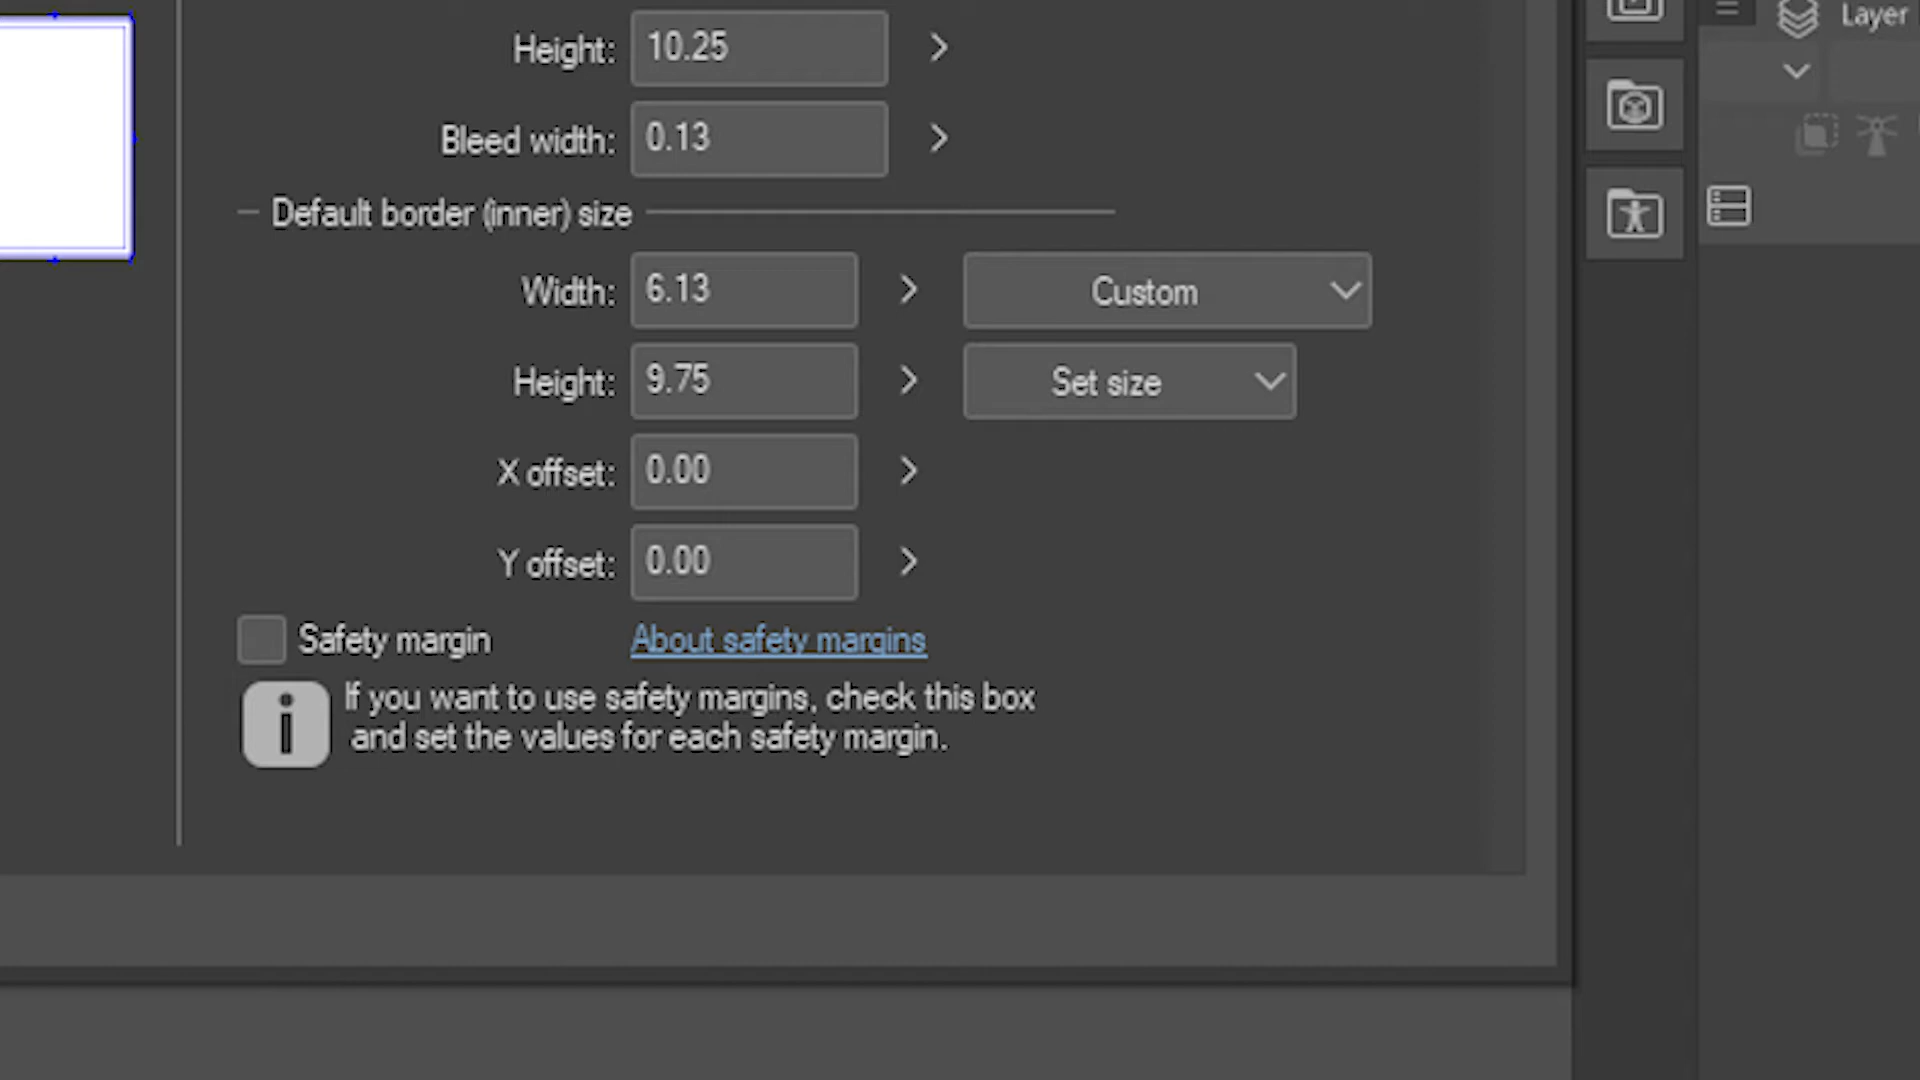 Layer
Height: 10.25
Bleed width: 0.13
Default border (inner) size
Width: 6.13 Custom
Height: 9.75 Set size
X offset: 0.00
Y offset: 0.00
Safety margin About safety margins
If you want to use safety margins, check this box
and set the values for each safety margin.